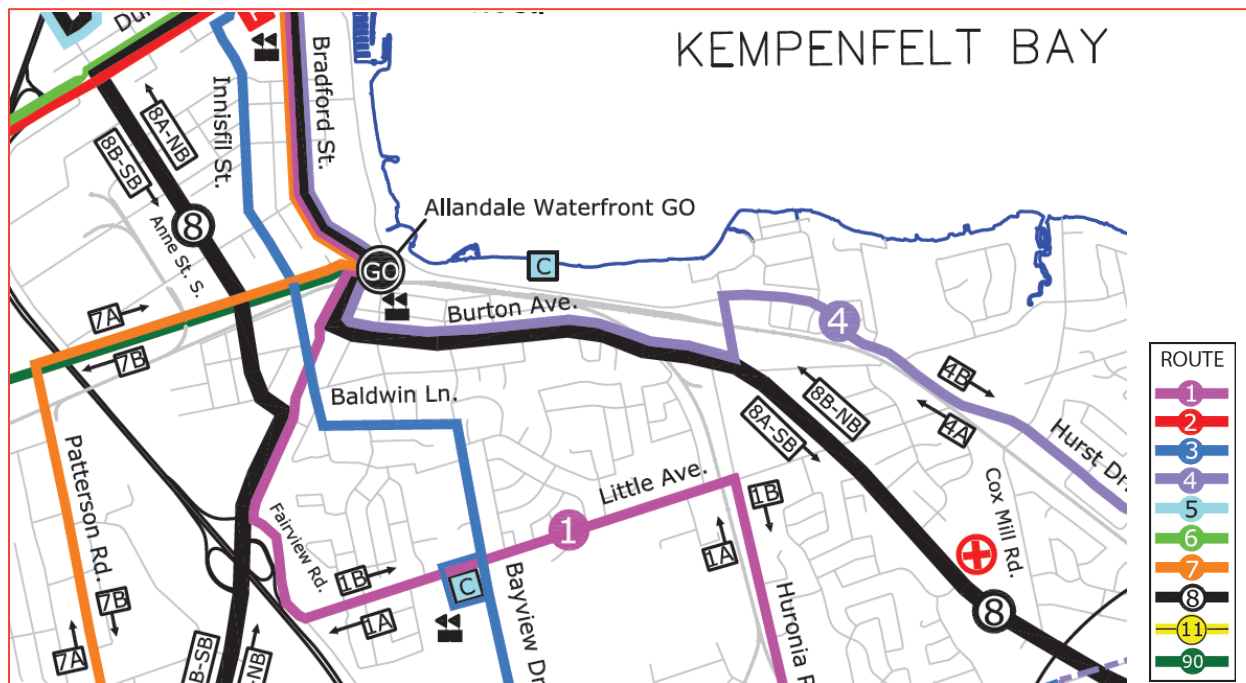 KEMPENFELT BAY
Dun
Bradford St.
Innisfil St.
8A-NB
8B-SB
Anne St. S.
8
Allandale Waterfront GO
GO
C
Burton Ave.
4
7A
7B
Baldwin Ln.
4B
4A
8B-NB
8A-SB
Hurst Dr.
Patterson Rd.
Little Ave.
Cox Mill Rd.
1
1B
1A
Fairview Rd.
1B
1A
C
Bayview Dr.
Huronia R
8
7B
7A
B-SB
-NB
ROUTE
1
2
3
4
5
6
7
8
11
90